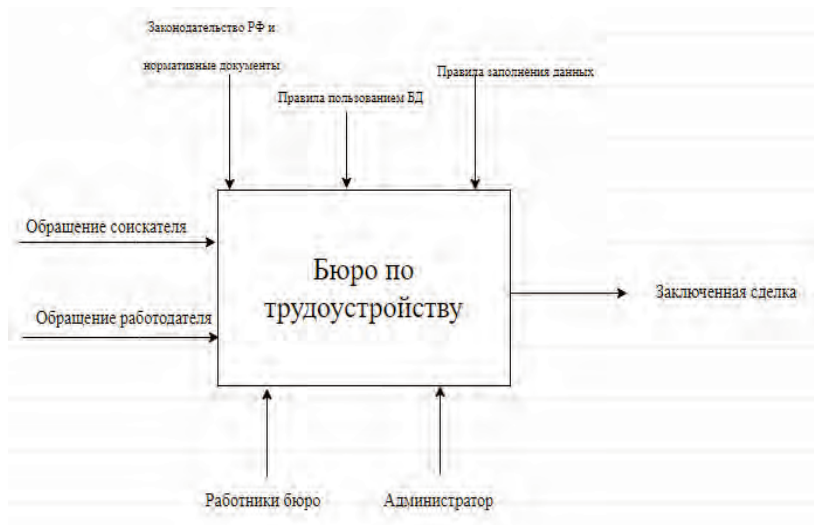 Законодательство РФ и
нормативные документы
Правила заполнения данных
Правила пользованием БД
Обращение соискателя
Бюро по
трудоустройству
Заключенная сделка
Обращение работодателя
Работники бюро
Администратор